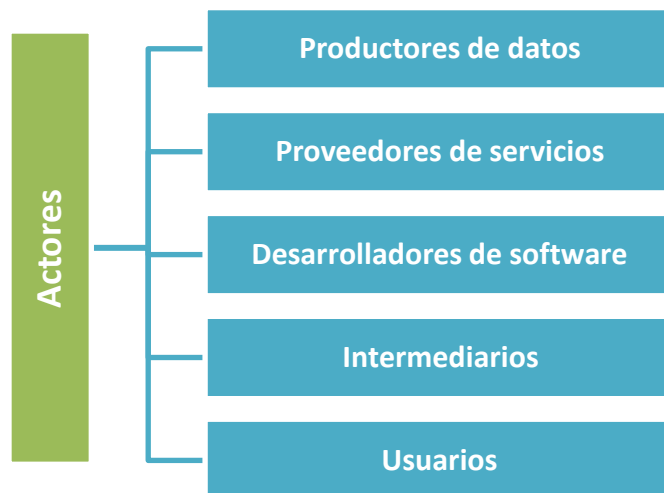 Actores
Productores de datos
Proveedores de servicios
Desarrolladores de software
Intermediarios
Usuarios